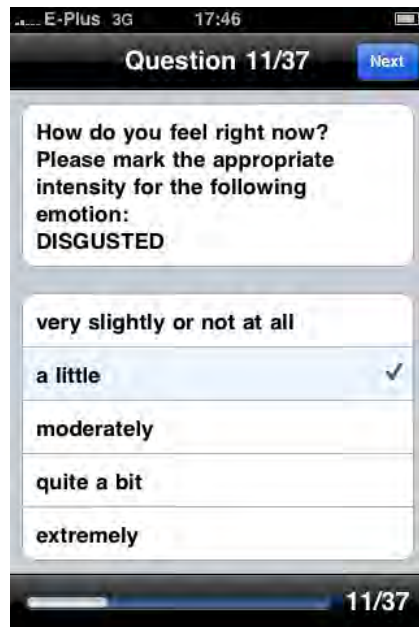 E-Plus 3G 17:46
Question 11/37 Next
How do you feel right now?
Please mark the appropriate
intensity for the following
emotion:
DISGUSTED
very slightly or not at all
a little
moderately
quite a bit
extremely
11/37